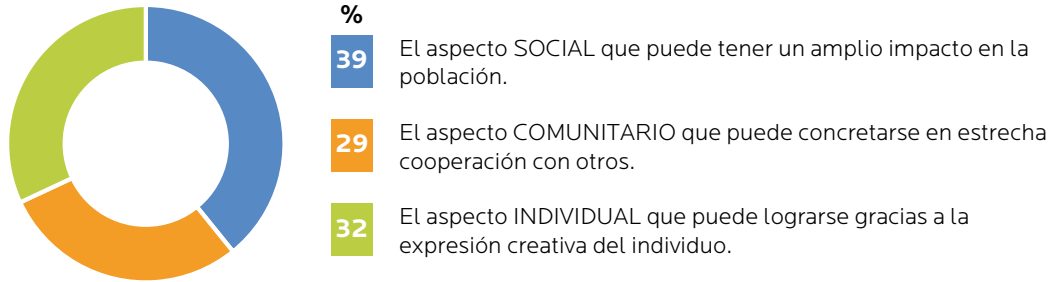 %
39
El aspecto SOCIAL que puede tener un amplio impacto en la
población.
29
El aspecto COMUNITARIO que puede concretarse en estrecha
cooperación con otros.
32
El aspecto INDIVIDUAL que puede lograrse gracias a la
expresión creativa del individuo.